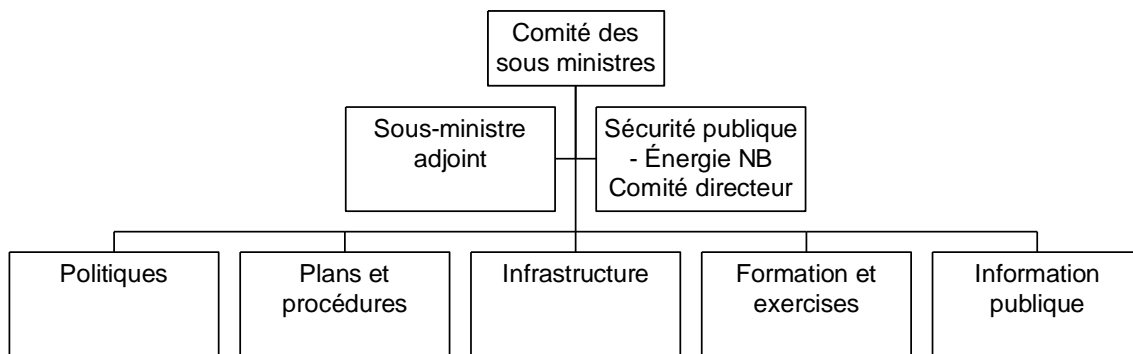 Comité des
sous ministres
Sous-ministre
adjoint
Sécurité publique
- Énergie NB
Comité directeur
Politiques
Plans et
procédures
Infrastructure
Formation et
exercises
Information
publique